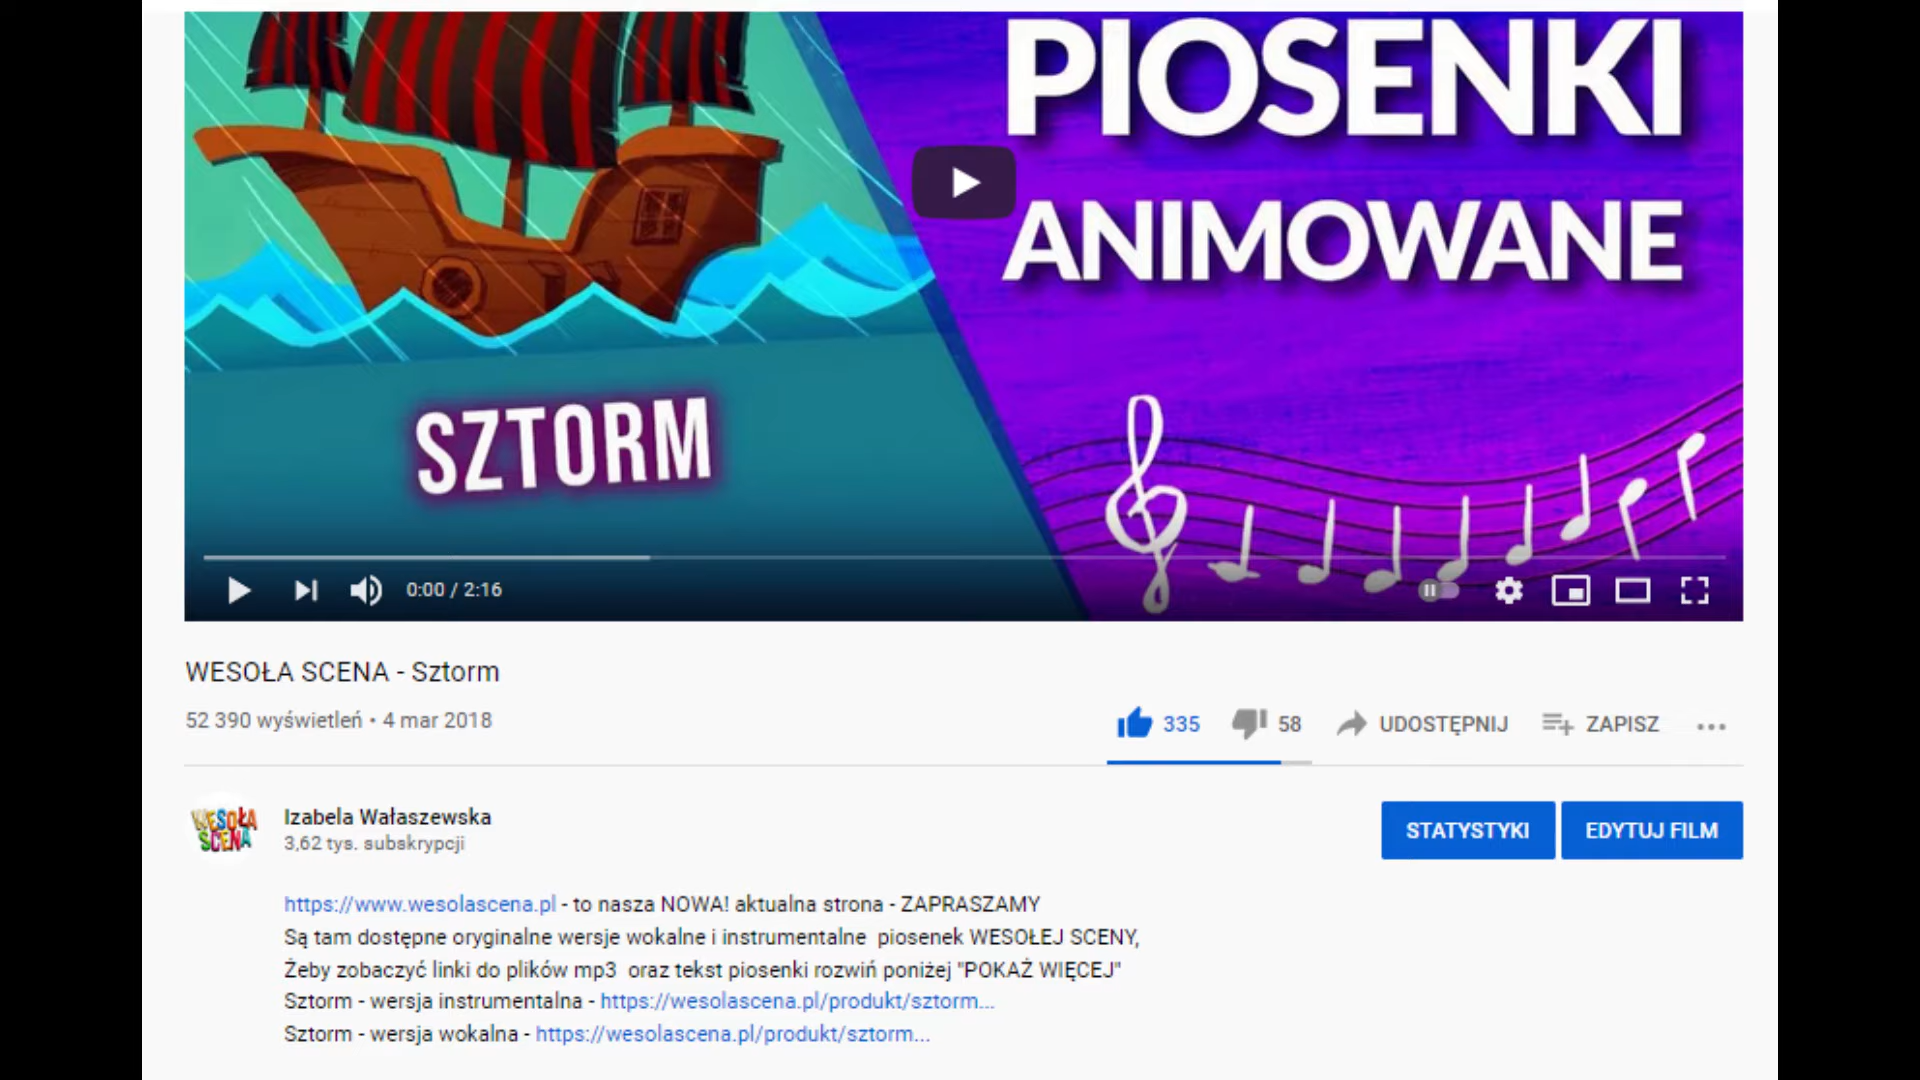 PIOSENKI
ANIMOWANE
SZTORM
0:00 / 2:16
WESOŁA SCENA - Sztorm
52 390 wyświetleń • 4 mar 2018
335 58 UDOSTĘPNIJ ZAPISZ
WESOŁA
SCENA
Izabela Wałaszewska
3,62 tys. subskrypcji
STATYSTYKI EDYTUJ FILM
https://www.wesolascena.pl - to nasza NOWA! aktualna strona - ZAPRASZAMY
Są tam dostępne oryginalne wersje wokalne i instrumentalne piosenek WESOŁEJ SCENY,
Żeby zobaczyć linki do plików mp3 oraz tekst piosenki rozwiń poniżej "POKAŻ WIĘCEJ"
Sztorm - wersja instrumentalna - https://wesolascena.pl/produkt/sztorm...
Sztorm - wersja wokalna - https://wesolascena.pl/produkt/sztorm...